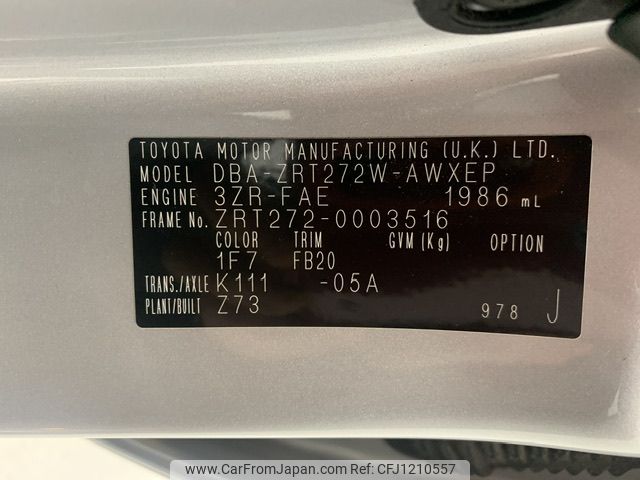 TOYOTA MOTOR MANUFACTURING (U.K.) LTD.
MODEL DBA-ZRT272W-AWXEP
ENGINE 3ZR-FAE 1986 mL
FRAME No. ZRT272-0003516
COLOR TRIM GVM (Kg) OPTION
1F7 FB20
TRANS./AXLE K111 -05A
PLANT/BUILT Z73 978 J
www.CarFromJapan.com | CFJ1210557